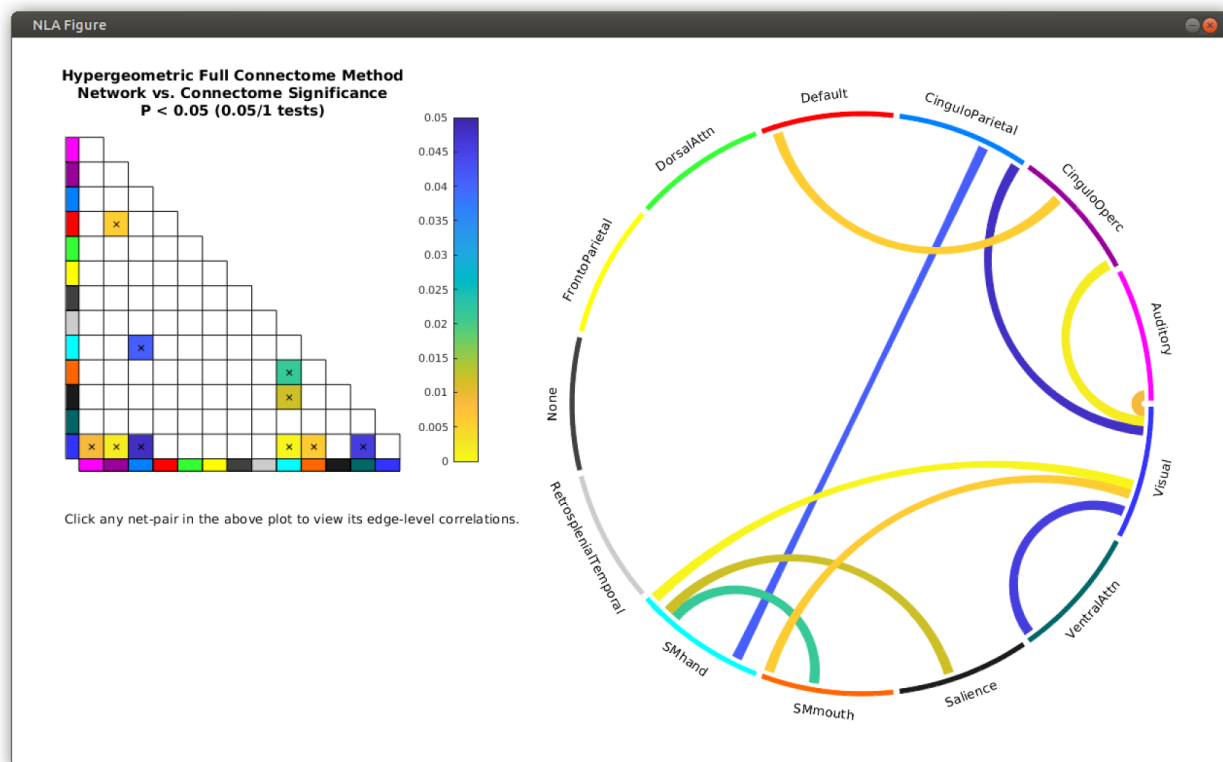 NLA Figure
Hypergeometric Full Connectome Method
Network vs. Connectome Significance
P < 0.05 (0.05/1 tests)
0.05
0.045
0.04
0.035
0.03
0.025
0.02
0.015
0.01
0.005
0
Click any net-pair in the above plot to view its edge-level correlations.
Default
CinguloParietal
CinguloOperc
Auditory
Visual
VentralAttn
Salience
SMmouth
SMhand
RetrosplenialTemporal
None
FrontoParietal
DorsalAttn